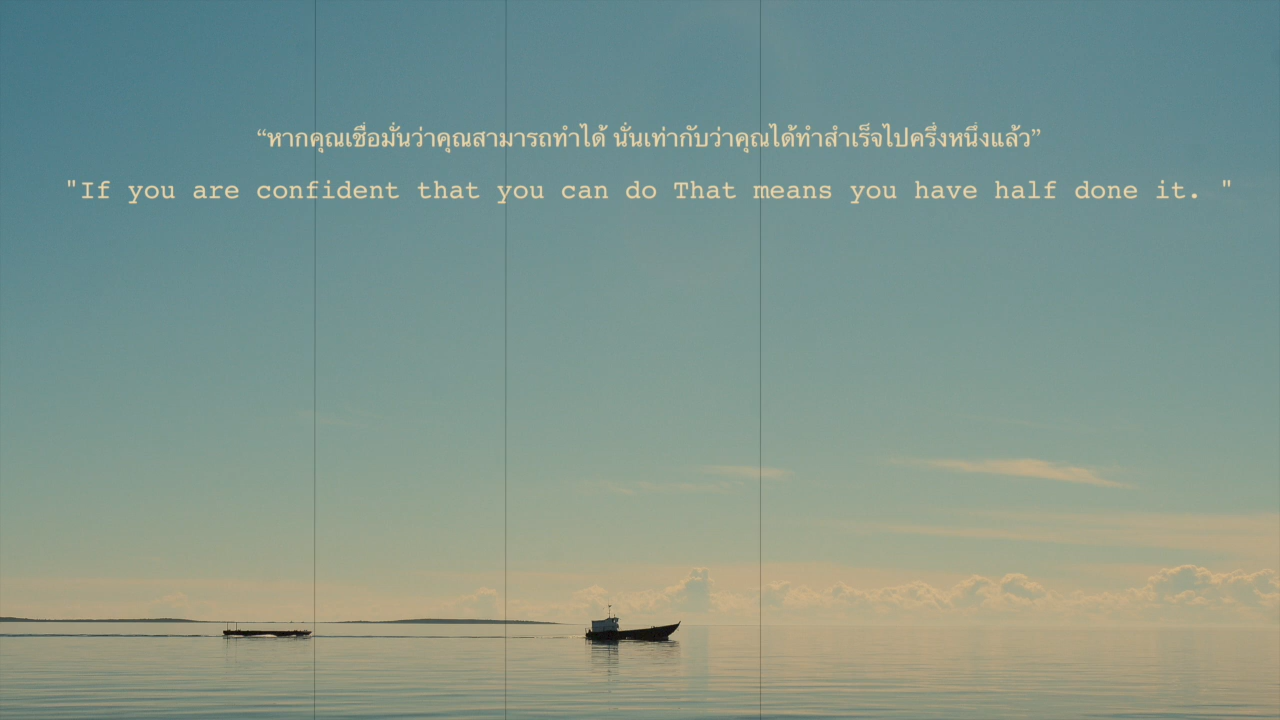 “หากคุณเชื่อมั่นว่าคุณสามารถทำได้ นั่นเท่ากับว่าคุณได้ทำสำเร็จไปครึ่งหนึ่งแล้ว”
"If you are confident that you can do That means you have half done it. "